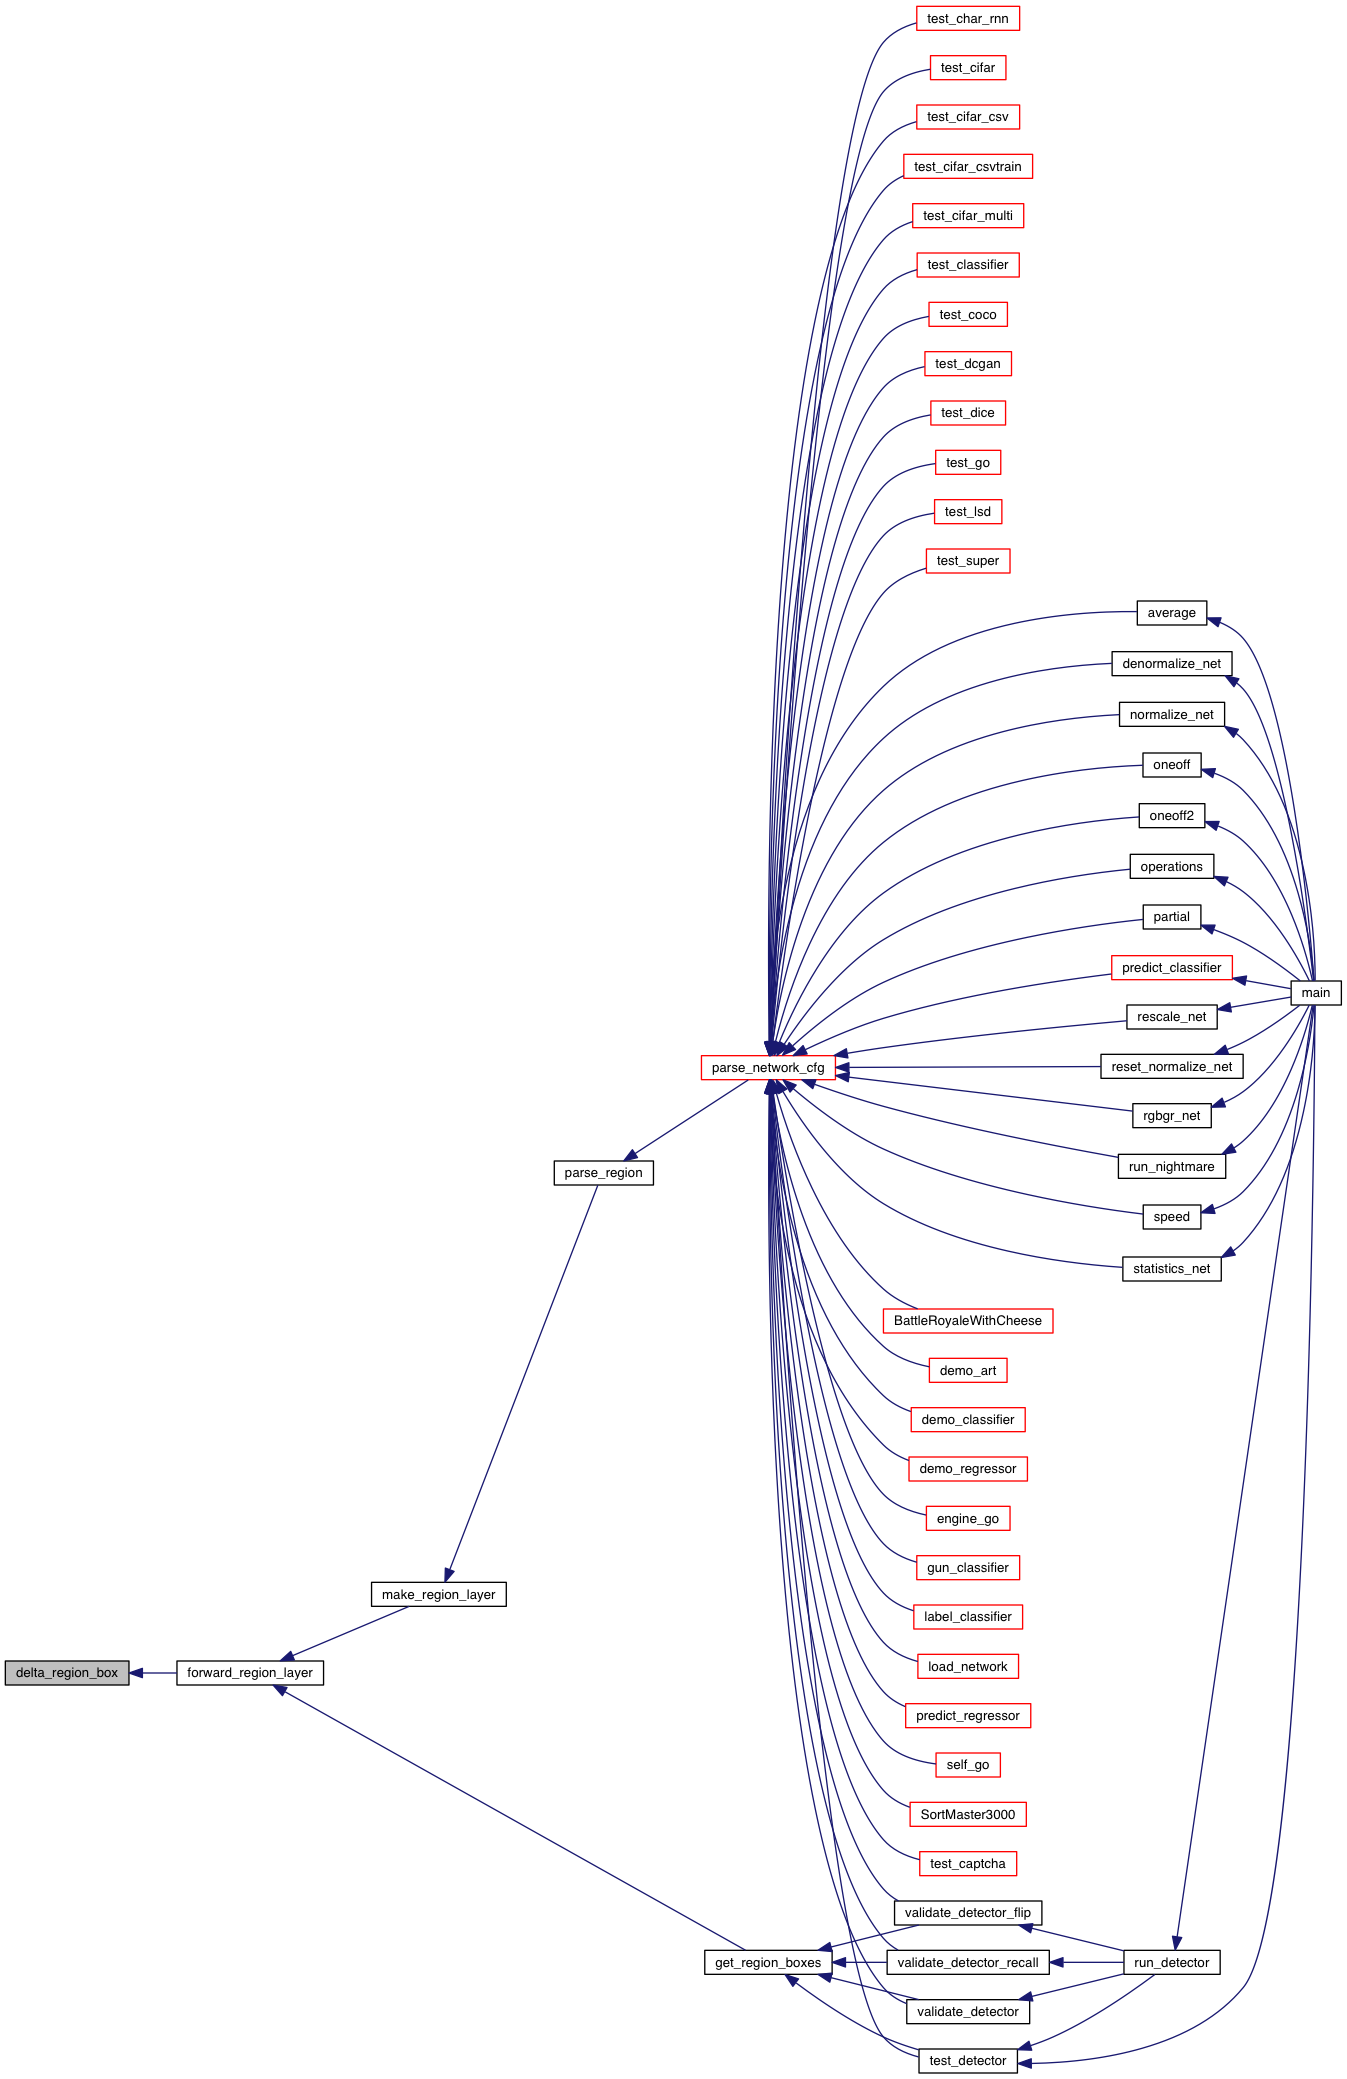 test_char_rnn
test_cifar
test_cifar_csv
test_cifar_csvtrain
test_cifar_multi
test_classifier
test_coco
test_dcgan
test_dice
test_go
test_lsd
test_super
average
denormalize_net
normalize_net
oneoff
oneoff2
operations
partial
predict_classifier
main
rescale_net
parse_network_cfg
reset_normalize_net
rgbgr_net
parse_region
run_nightmare
speed
statistics_net
BattleRoyaleWithCheese
demo_art
demo_classifier
demo_regressor
engine_go
gun_classifier
make_region_layer
label_classifier
delta_region_box
forward_region_layer
load_network
predict_regressor
self_go
SortMaster3000
test_captcha
validate_detector_flip
get_region_boxes
validate_detector_recall
run_detector
validate_detector
test_detector